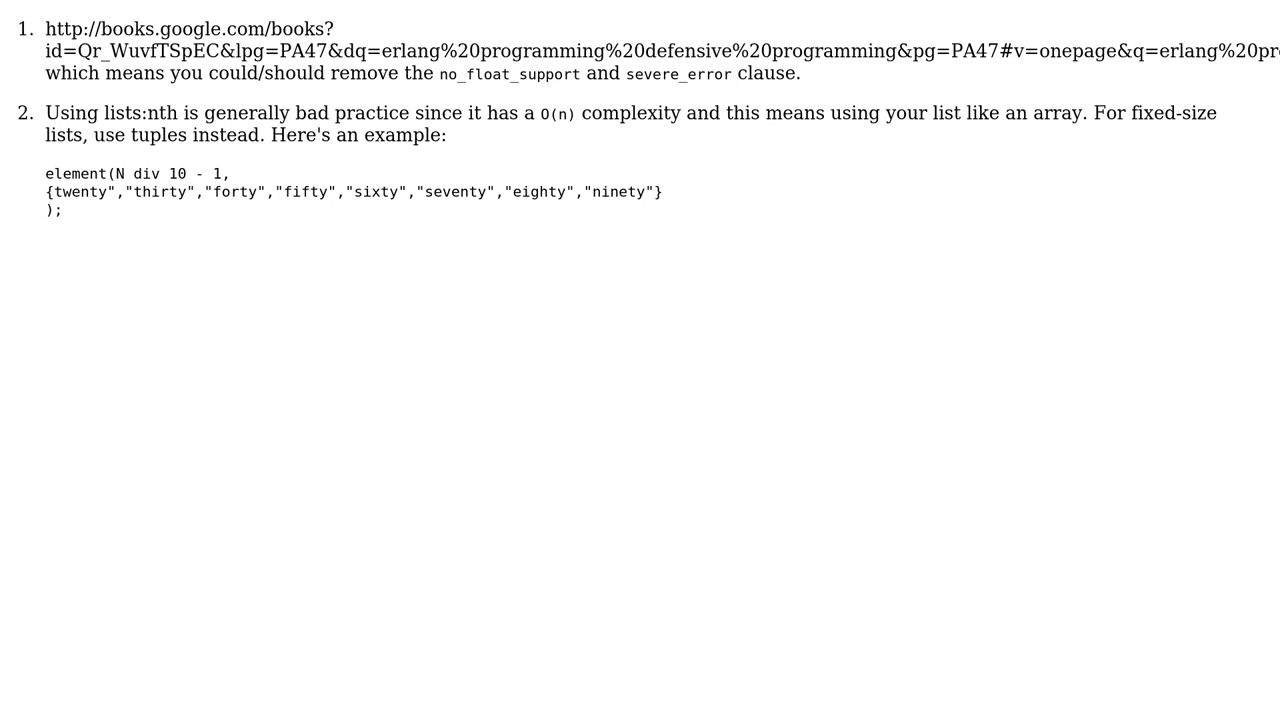 1. http://books.google.com/books?
id=Qr_WuvfTSpEC&lpg=PA47&dq=erlang%20programming%20defensive%20programming&pg=PA47#v=onepage&q=erlang%20pr
which means you could/should remove the no_float_support and severe_error clause.
2. Using lists:nth is generally bad practice since it has a O(n) complexity and this means using your list like an array. For fixed-size
lists, use tuples instead. Here's an example:
element(N div 10 - 1,
{twenty","thirty","forty","fifty","sixty","seventy","eighty","ninety"}
);